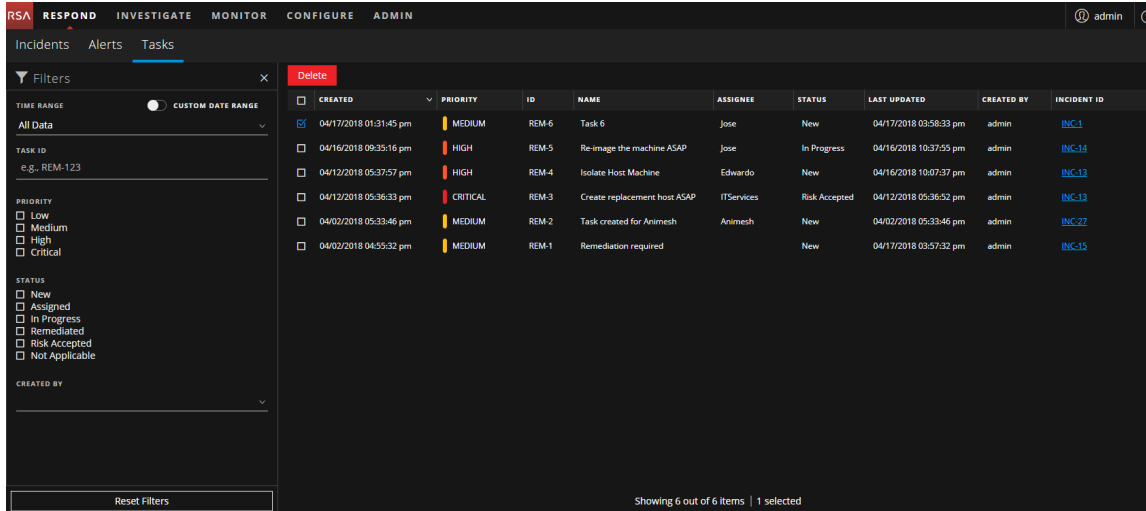 RSA RESPOND INVESTIGATE MONITOR CONFIGURE ADMIN admin
Incidents Alerts Tasks
Filters
TIME RANGE CUSTOM DATE RANGE
All Data
TASK ID
e.g., REM-123
PRIORITY
Low
Medium
High
Critical
STATUS
New
Assigned
In Progress
Remediated
Risk Accepted
Not Applicable
CREATED BY
Reset Filters
Delete
CREATED PRIORITY ID NAME ASSIGNEE STATUS LAST UPDATED CREATED BY INCIDENT ID
04/17/2018 01:31:45 pm MEDIUM REM-6 Task 6 Jose New 04/17/2018 03:58:33 pm admin INC-1
04/16/2018 09:35:16 pm HIGH REM-5 Re-image the machine ASAP Jose In Progress 04/16/2018 10:37:55 pm admin INC-14
04/12/2018 05:37:57 pm HIGH REM-4 Isolate Host Machine Edwardo New 04/16/2018 10:07:37 pm admin INC-13
04/12/2018 05:36:33 pm CRITICAL REM-3 Create replacement host ASAP ITServices Risk Accepted 04/12/2018 05:36:52 pm admin INC-13
04/02/2018 05:33:46 pm MEDIUM REM-2 Task created for Animesh Animesh New 04/02/2018 05:33:46 pm admin INC-27
04/02/2018 04:55:32 pm MEDIUM REM-1 Remediation required New 04/17/2018 03:57:32 pm admin INC-15
Showing 6 out of 6 items | 1 selected